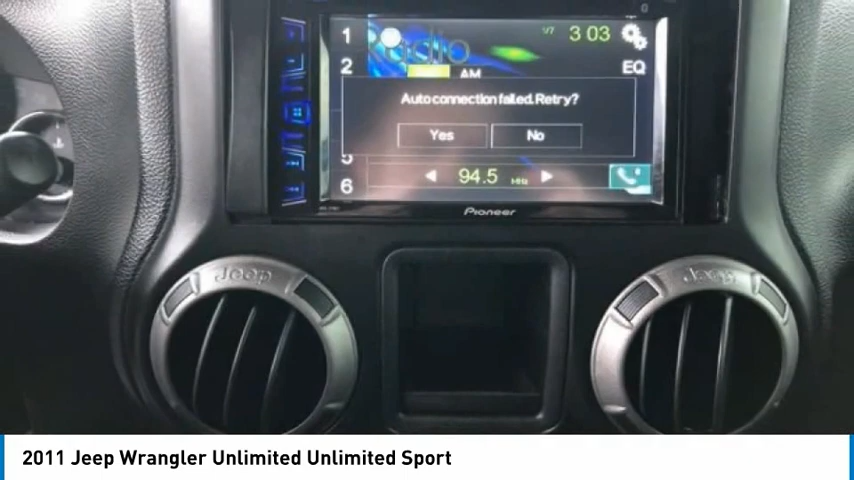 1
Radio
V7
3 03
2
AM
EQ
Auto connection failed. Retry?
Yes
No
5
6
94.5
MHz
Pioneer
Jeep
Jeep
2011 Jeep Wrangler Unlimited Unlimited Sport